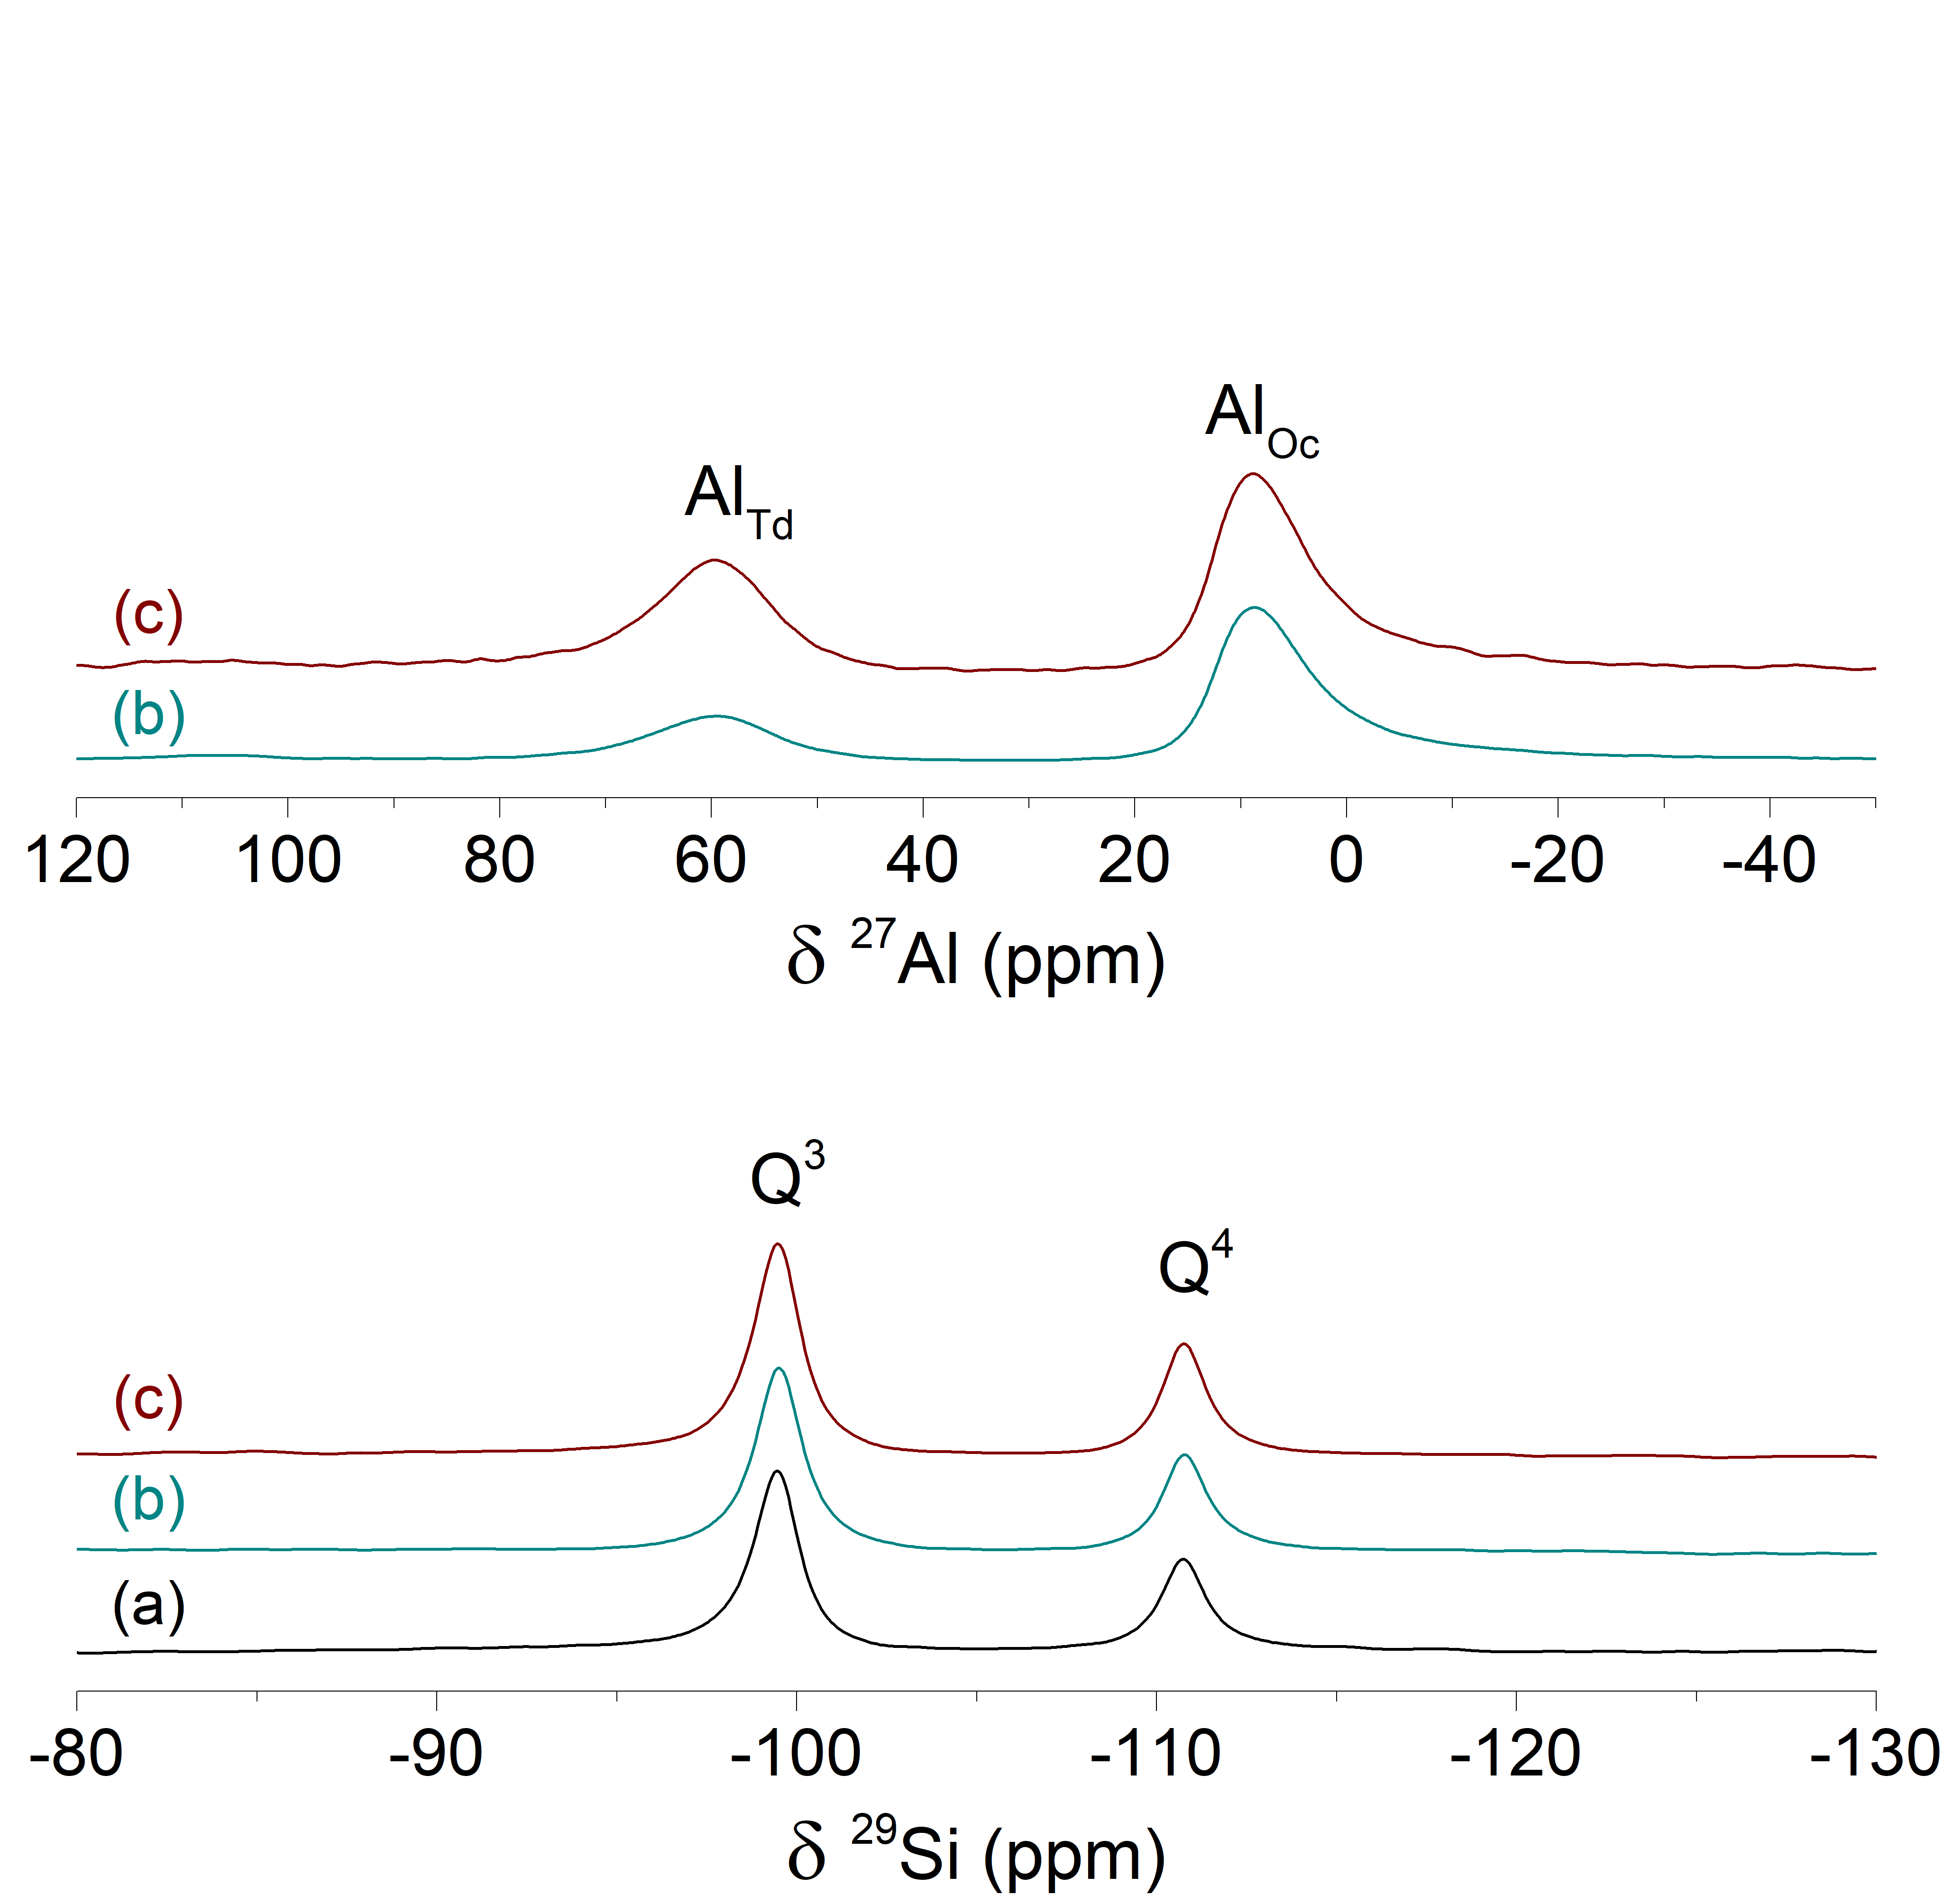 Al_Oc
Al_Td
(c)
(b)
120 100 80 60 40 20 0 -20 -40
δ ²⁷Al (ppm)
Q³
Q⁴
(c)
(b)
(a)
-80 -90 -100 -110 -120 -130
δ ²⁹Si (ppm)